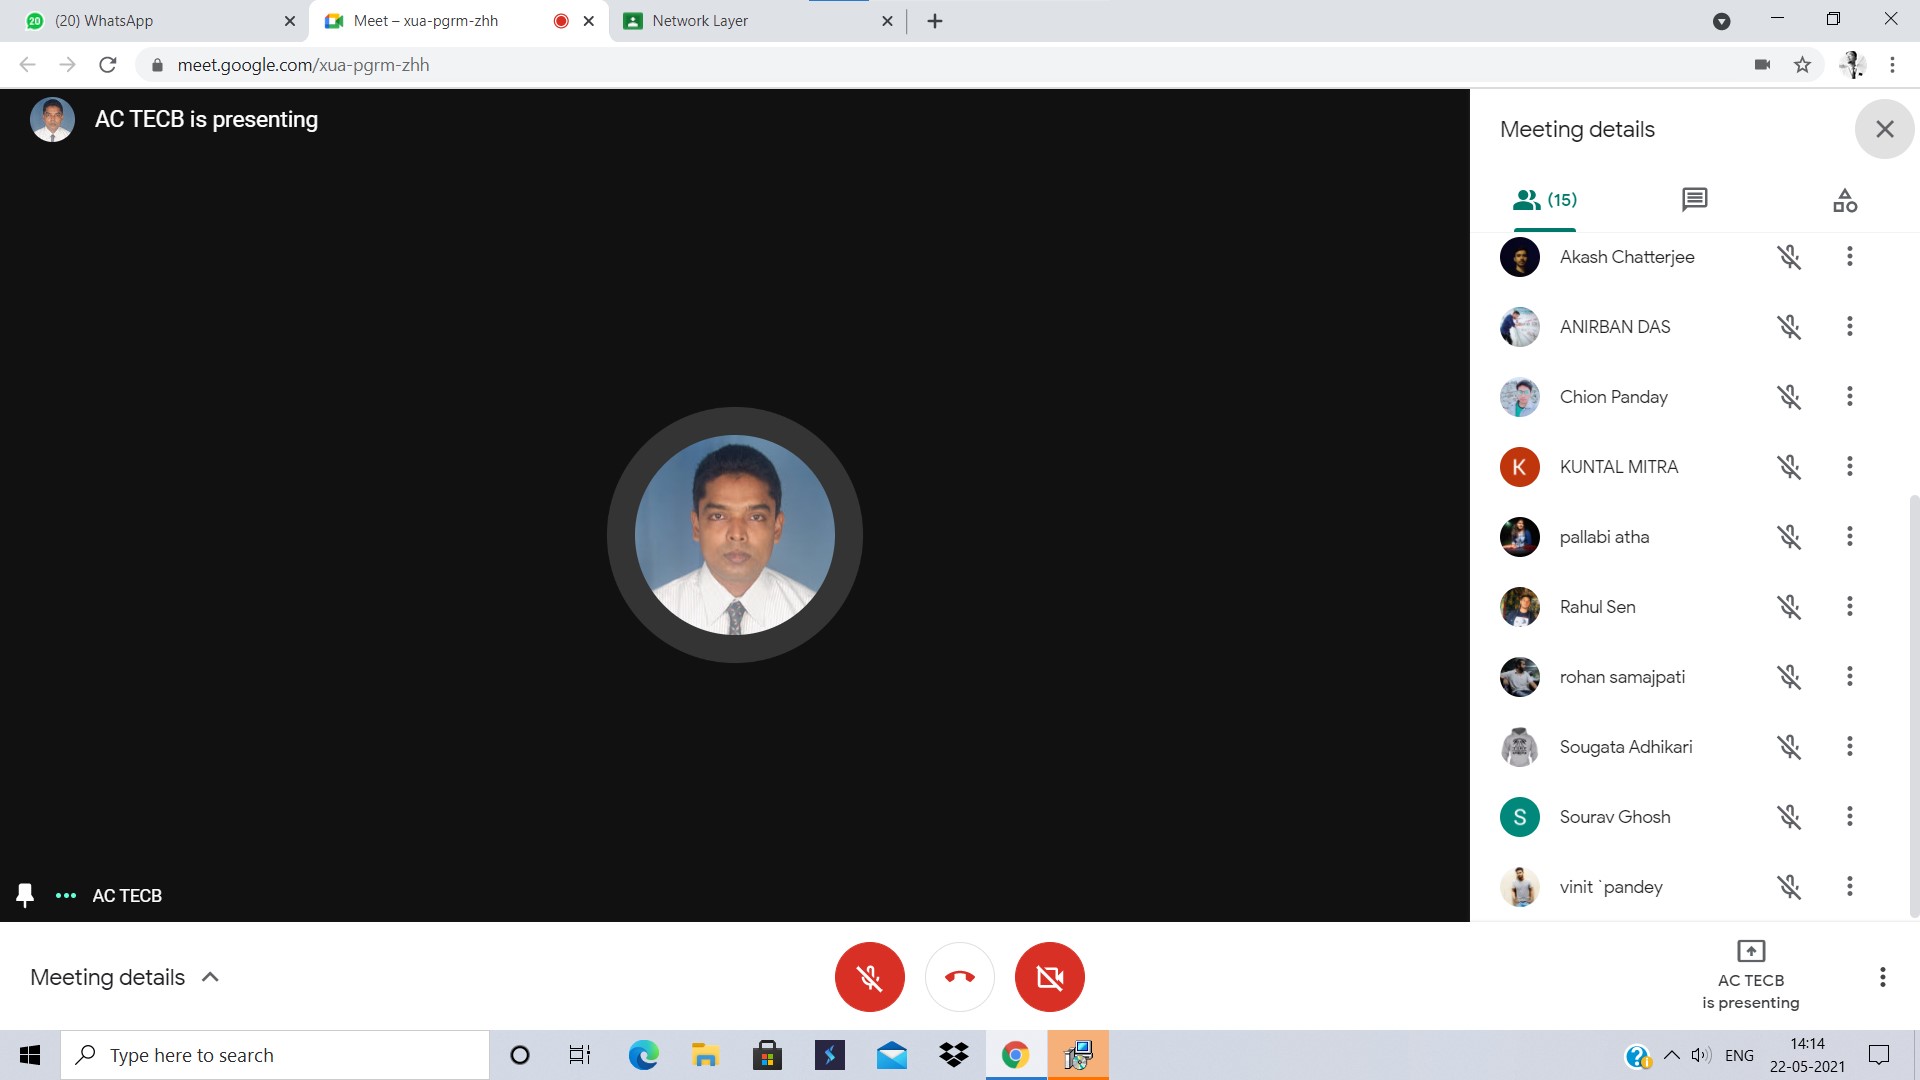 20 (20) WhatsApp
Meet – xua-pgrm-zhh
Network Layer
meet.google.com/xua-pgrm-zhh
AC TECB is presenting
Meeting details
(15)
Akash Chatterjee
ANIRBAN DAS
Chion Panday
K KUNTAL MITRA
pallabi atha
Rahul Sen
rohan samajpati
Sougata Adhikari
S Sourav Ghosh
vinit `pandey
AC TECB
Meeting details
AC TECB
is presenting
Type here to search
ENG
14:14
22-05-2021